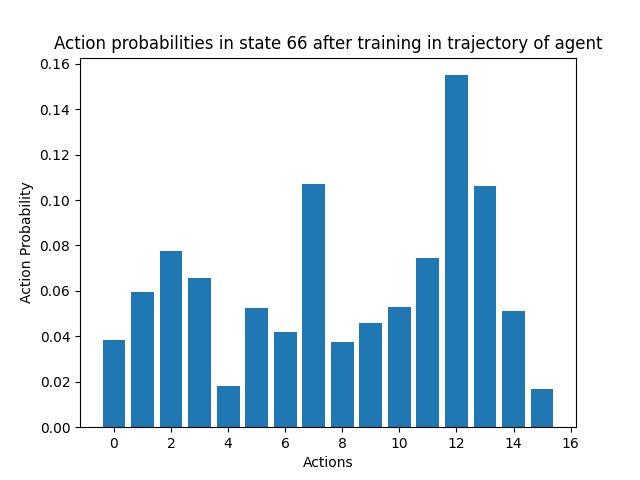 Action probabilities in state 66 after training in trajectory of agent
0.16
0.14
0.12
0.10
0.08
0.06
0.04
0.02
0.00
Action Probability
0 2 4 6 8 10 12 14 16
Actions